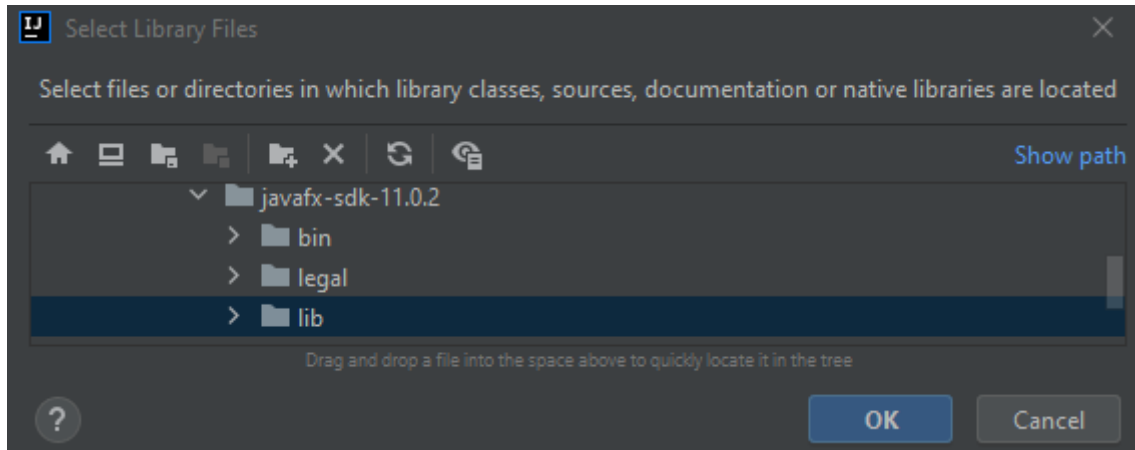 IJ
Select Library Files
Select files or directories in which library classes, sources, documentation or native libraries are located
Show path
javafx-sdk-11.0.2
bin
legal
lib
Drag and drop a file into the space above to quickly locate it in the tree
?
OK
Cancel